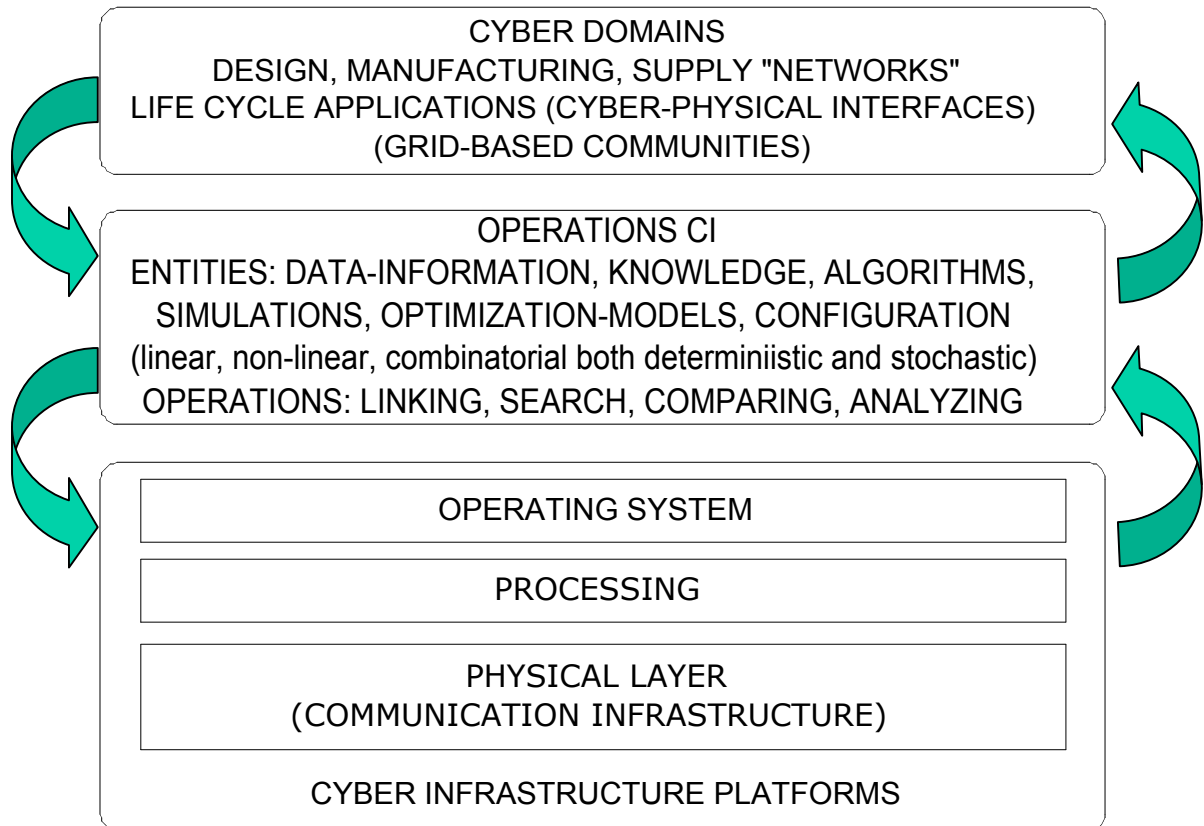 CYBER DOMAINS
DESIGN, MANUFACTURING, SUPPLY "NETWORKS"
LIFE CYCLE APPLICATIONS (CYBER-PHYSICAL INTERFACES)
(GRID-BASED COMMUNITIES)
OPERATIONS CI
ENTITIES: DATA-INFORMATION, KNOWLEDGE, ALGORITHMS,
SIMULATIONS, OPTIMIZATION-MODELS, CONFIGURATION
(linear, non-linear, combinatorial both determiniistic and stochastic)
OPERATIONS: LINKING, SEARCH, COMPARING, ANALYZING
OPERATING SYSTEM
PROCESSING
PHYSICAL LAYER
(COMMUNICATION INFRASTRUCTURE)
CYBER INFRASTRUCTURE PLATFORMS